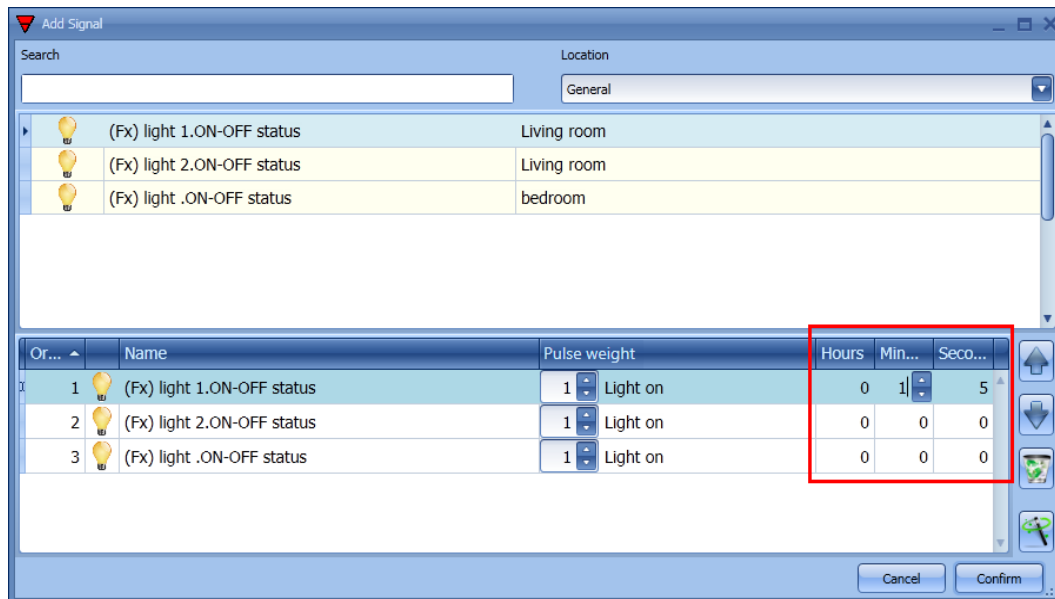 Add Signal
Search Location
General
(Fx) light 1.ON-OFF status Living room
(Fx) light 2.ON-OFF status Living room
(Fx) light .ON-OFF status bedroom
Or... Name Pulse weight Hours Min... Seco...
1 (Fx) light 1.ON-OFF status 1 Light on 0 1 5
2 (Fx) light 2.ON-OFF status 1 Light on 0 0 0
3 (Fx) light .ON-OFF status 1 Light on 0 0 0
Cancel Confirm